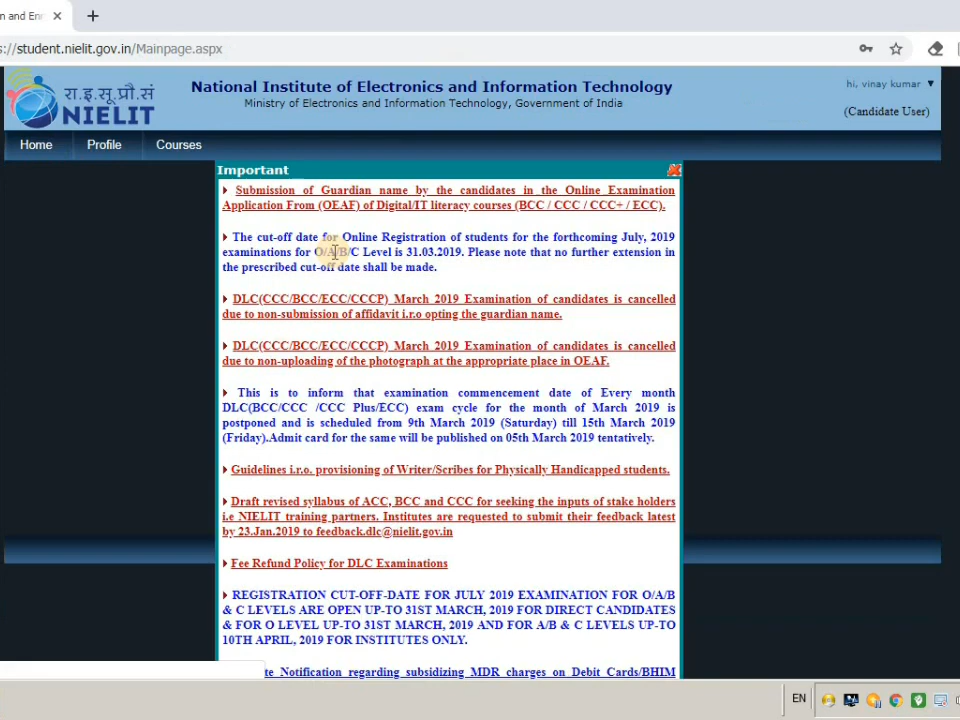 n and En
s://student.nielit.gov.in/Mainpage.aspx
रा.इ.सू.प्रौ.सं
NIELIT
National Institute of Electronics and Information Technology
Ministry of Electronics and Information Technology, Government of India
hi, vinay kumar
(Candidate User)
Home Profile Courses
Important
Submission of Guardian name by the candidates in the Online Examination
Application From (OEAF) of Digital/IT literacy courses (BCC / CCC / CCC+ / ECC).
The cut-off date for Online Registration of students for the forthcoming July, 2019
examinations for O/A/B/C Level is 31.03.2019. Please note that no further extension in
the prescribed cut-off date shall be made.
DLC(CCC/BCC/ECC/CCCP) March 2019 Examination of candidates is cancelled
due to non-submission of affidavit i.r.o opting the guardian name.
DLC(CCC/BCC/ECC/CCCP) March 2019 Examination of candidates is cancelled
due to non-uploading of the photograph at the appropriate place in OEAF.
This is to inform that examination commencement date of Every month
DLC(BCC/CCC /CCC Plus/ECC) exam cycle for the month of March 2019 is
postponed and is scheduled from 9th March 2019 (Saturday) till 15th March 2019
(Friday).Admit card for the same will be published on 05th March 2019 tentatively.
Guidelines i.r.o. provisioning of Writer/Scribes for Physically Handicapped students.
Draft revised syllabus of ACC, BCC and CCC for seeking the inputs of stake holders
i.e NIELIT training partners. Institutes are requested to submit their feedback latest
by 23.Jan.2019 to feedback.dlc@nielit.gov.in
Fee Refund Policy for DLC Examinations
REGISTRATION CUT-OFF-DATE FOR JULY 2019 EXAMINATION FOR O/A/B
& C LEVELS ARE OPEN UP-TO 31ST MARCH, 2019 FOR DIRECT CANDIDATES
& FOR O LEVEL UP-TO 31ST MARCH, 2019 AND FOR A/B & C LEVELS UP-TO
10TH APRIL, 2019 FOR INSTITUTES ONLY.
te Notification regarding subsidizing MDR charges on Debit Cards/BHIM
EN